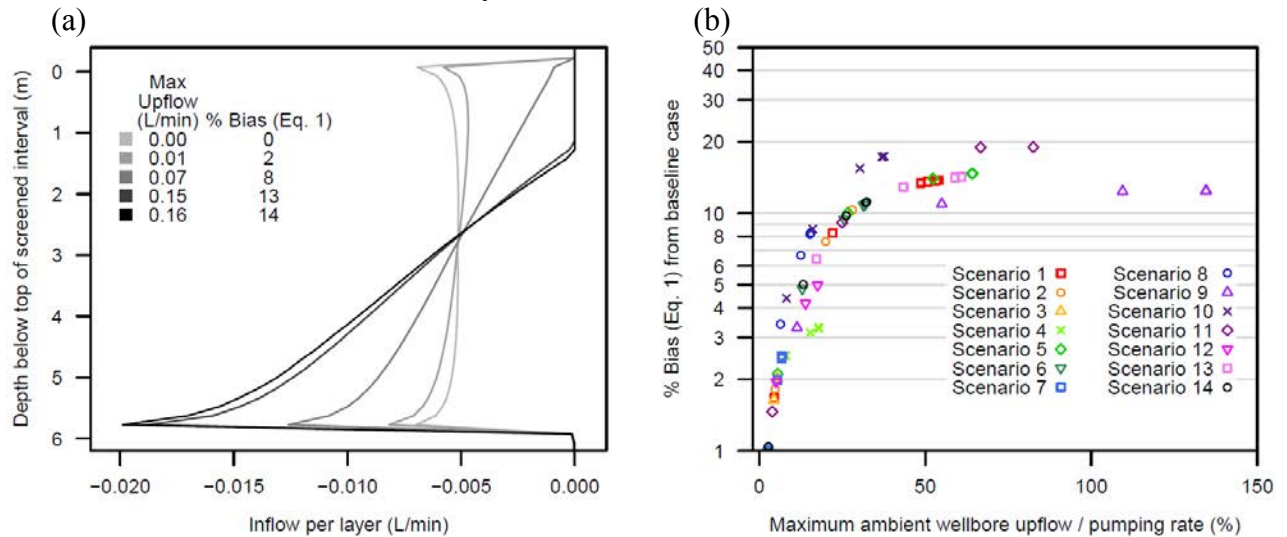 (a)
Depth below top of screened interval (m)
0
1
2
3
4
5
6
Max
Upflow
(L/min) % Bias (Eq. 1)
0.00 0
0.01 2
0.07 8
0.15 13
0.16 14
−0.020 −0.015 −0.010 −0.005 0.000
Inflow per layer (L/min)
(b)
% Bias (Eq. 1) from baseline case
50
40
30
20
10
8
6
5
4
3
2
1
Scenario 1
Scenario 2
Scenario 3
Scenario 4
Scenario 5
Scenario 6
Scenario 7
Scenario 8
Scenario 9
Scenario 10
Scenario 11
Scenario 12
Scenario 13
Scenario 14
0 50 100 150
Maximum ambient wellbore upflow / pumping rate (%)